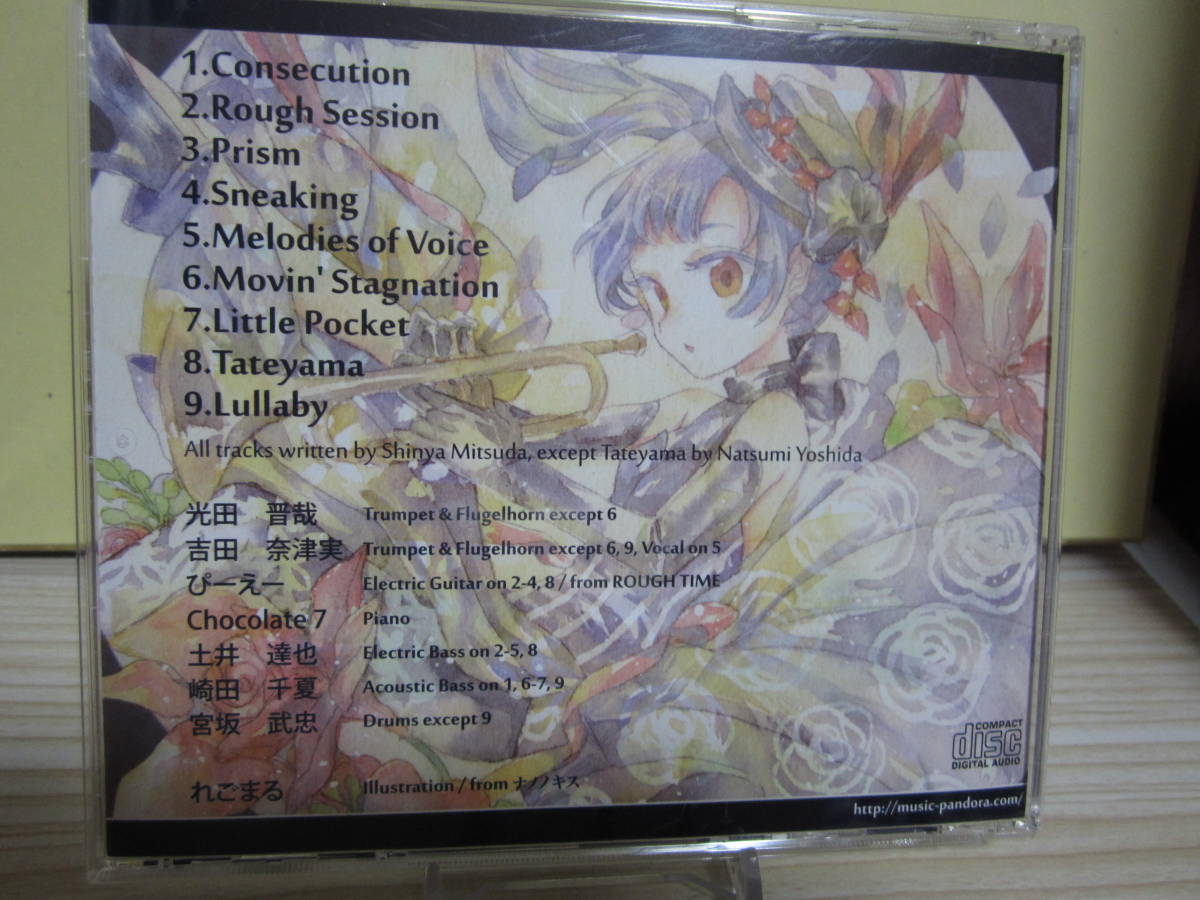 1.Consecution
2.Rough Session
3.Prism
4.Sneaking
5.Melodies of Voice
6.Movin' Stagnation
7.Little Pocket
8.Tateyama
9.Lullaby
All tracks written by Shinya Mitsuda, except Tateyama by Natsumi Yoshida
光田 晋哉 Trumpet & Flugelhorn except 6
吉田 奈津実 Trumpet & Flugelhorn except 6, 9, Vocal on 5
ぴーえー Electric Guitar on 2-4, 8 / from ROUGH TIME
Chocolate 7 Piano
土井 達也 Electric Bass on 2-5, 8
崎田 千夏 Acoustic Bass on 1, 6-7, 9
宮坂 武忠 Drums except 9
れごまる Illustration / from ナノノキス
COMPACT
disc
DIGITAL AUDIO
http://music-pandora.com/